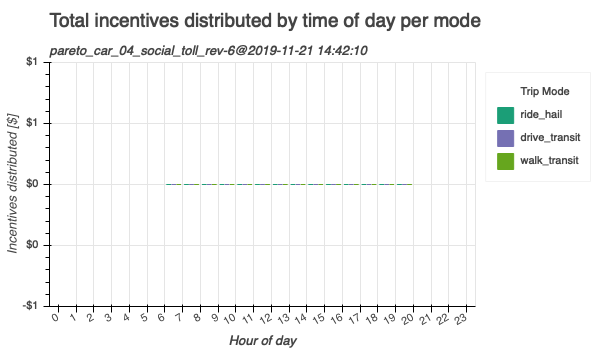 Total incentives distributed by time of day per mode
pareto_car_04_social_toll_rev-6@2019-11-21 14:42:10
$1
$1
$0
$0
-$1
Incentives distributed [$]
0 1 2 3 4 5 6 7 8 9 10 11 12 13 14 15 16 17 18 19 20 21 22 23
Hour of day
Trip Mode
ride_hail
drive_transit
walk_transit